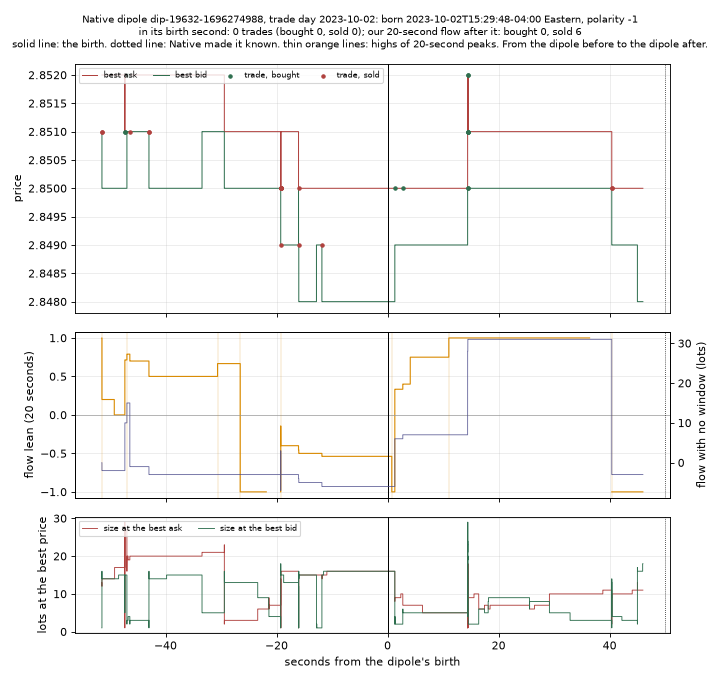 Native dipole dip-19632-1696274988, trade day 2023-10-02: born 2023-10-02T15:29:48-04:00 Eastern, polarity -1
in its birth second: 0 trades (bought 0, sold 0); our 20-second flow after it: bought 0, sold 6
solid line: the birth. dotted line: Native made it known. thin orange lines: highs of 20-second peaks. From the dipole before to the dipole after.
best ask
best bid
trade, bought
trade, sold
2.8520
2.8515
2.8510
2.8505
2.8500
2.8495
2.8490
2.8485
2.8480
price
1.0
0.5
0.0
−0.5
−1.0
flow lean (20 seconds)
30
20
10
0
flow with no window (lots)
size at the best ask
size at the best bid
30
20
10
0
lots at the best price
−40
−20
0
20
40
seconds from the dipole's birth